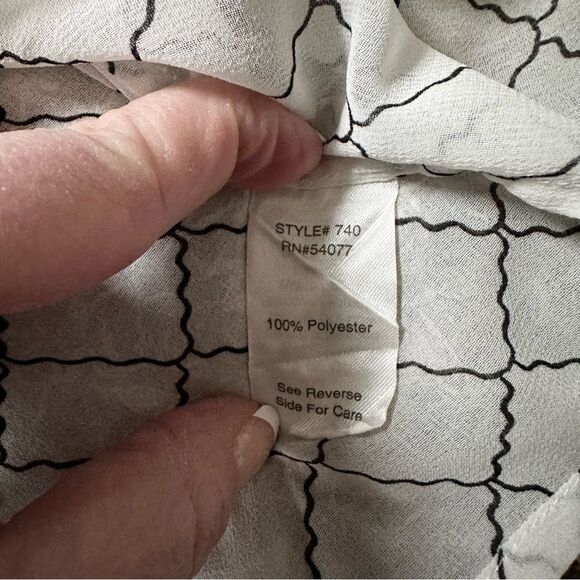 STYLE# 740
RN#54077
100% Polyester
See Reverse
Side For Care